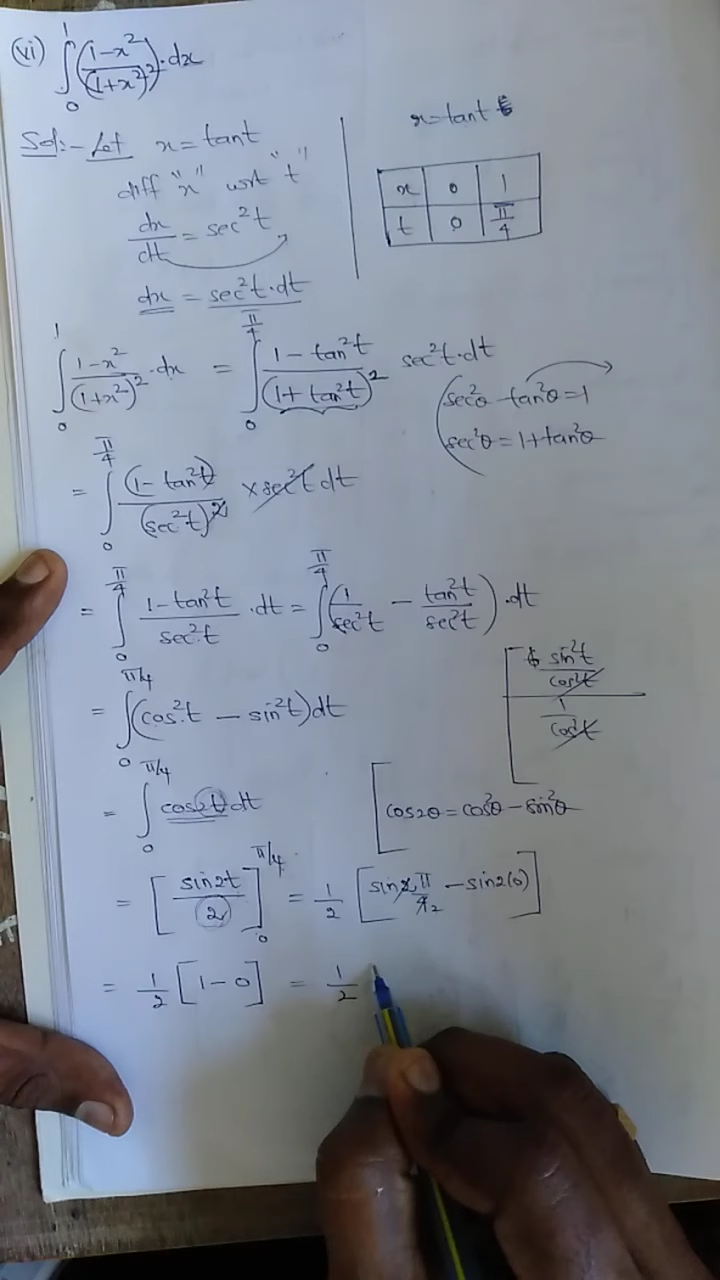 (vi) ∫₀¹ ((1-x²)/(1+x²)²)·dx
Sol:- Let x = tant
diff "x" wrt "t"
dx/dt = sec²t
dx = sec²t·dt
x = tan t
x | 0 | 1
t | 0 | π/4
∫₀¹ (1-x²)/(1+x²)² ·dx = ∫₀^(π/4) (1 - tan²t)/(1 + tan²t)² sec²t·dt
(sec²θ - tan²θ = 1
sec²θ = 1 + tan²θ
= ∫₀^(π/4) (1 - tan²t)/(sec²t)² × sec²t dt
= ∫₀^(π/4) (1 - tan²t)/sec²t ·dt = ∫₀^(π/4) (1/sec²t - tan²t/sec²t)·dt
[ (sin²t/cos²t)/(1/cos²t)
= ∫₀^(π/4) (cos²t - sin²t)dt
= ∫₀^(π/4) cos2t dt
[cos2θ = cos²θ - sin²θ
= [sin2t/2]₀^(π/4) = 1/2 [sin2π/4 2 - sin2(0)]
= 1/2 [1-0] = 1/2